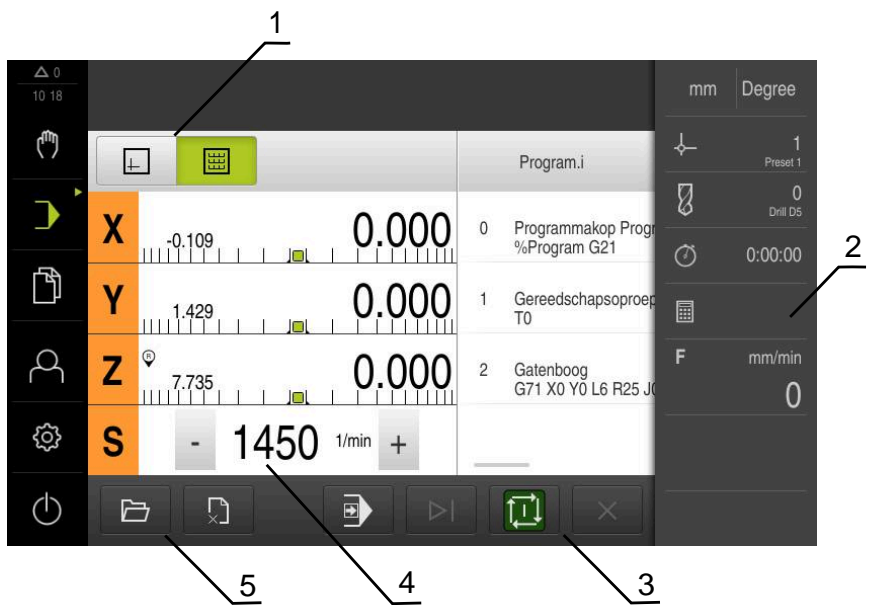 1
0
10 18
mm
Degree
Program.i
1
Preset 1
0
Drill D5
0:00:00
2
F
mm/min
0
X
-0.109
0.000
Y
1.429
0.000
Z
R
7.735
0.000
S
-
1450
1/min
+
0
Programmakop Progr
%Program G21
1
Gereedschapsoproep
T0
2
Gatenboog
G71 X0 Y0 L6 R25 J
5
4
3